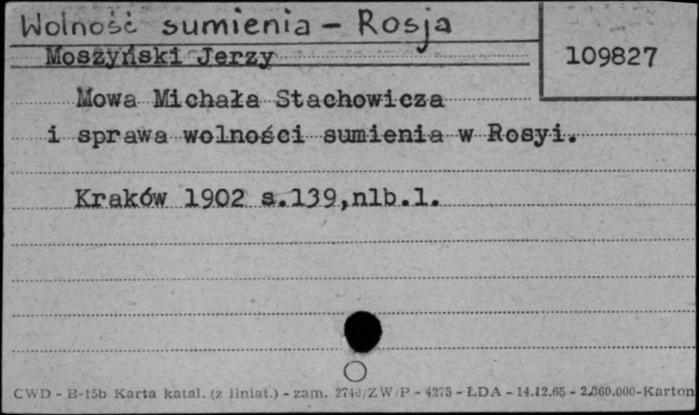 Wolność sumienia - Rosja
Moszyński Jerzy
109827
Mowa Michała Stachowicza
i sprawa wolności sumienia w Rosyi.
Kraków 1902 s.139,nlb.1.
CWD - B-15b Karta katal. (z liniat.) - zam. 2743/ZW/P - 4275 - ŁDA - 14.12.65 - 2.360.000-Karton